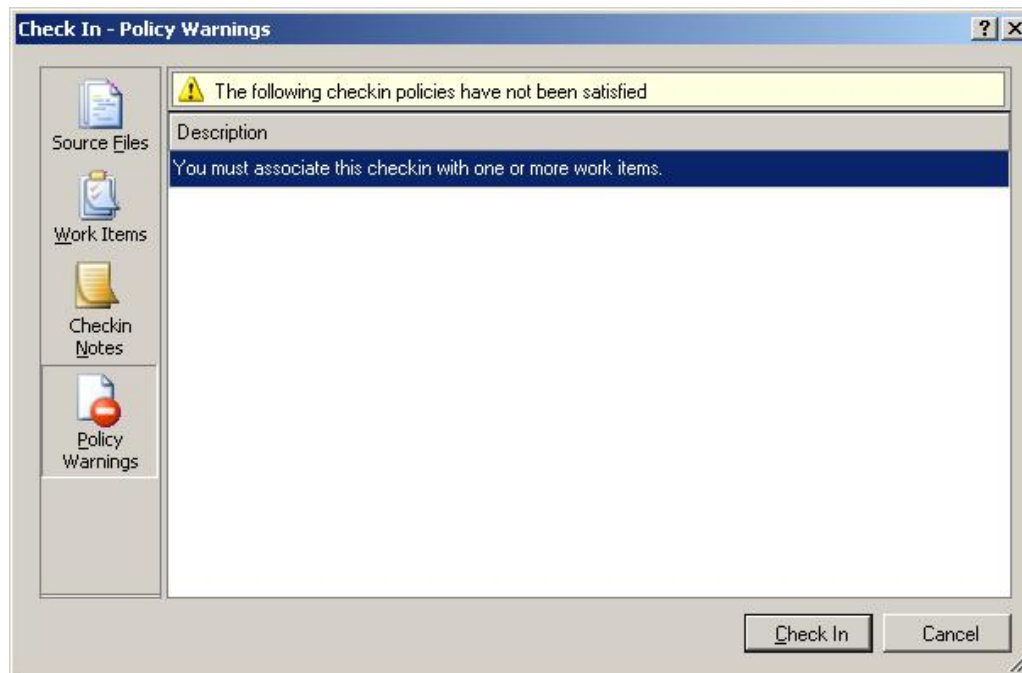 Check In - Policy Warnings
Source Files
Work Items
Checkin
Notes
Policy
Warnings
The following checkin policies have not been satisfied
Description
You must associate this checkin with one or more work items.
Check In
Cancel